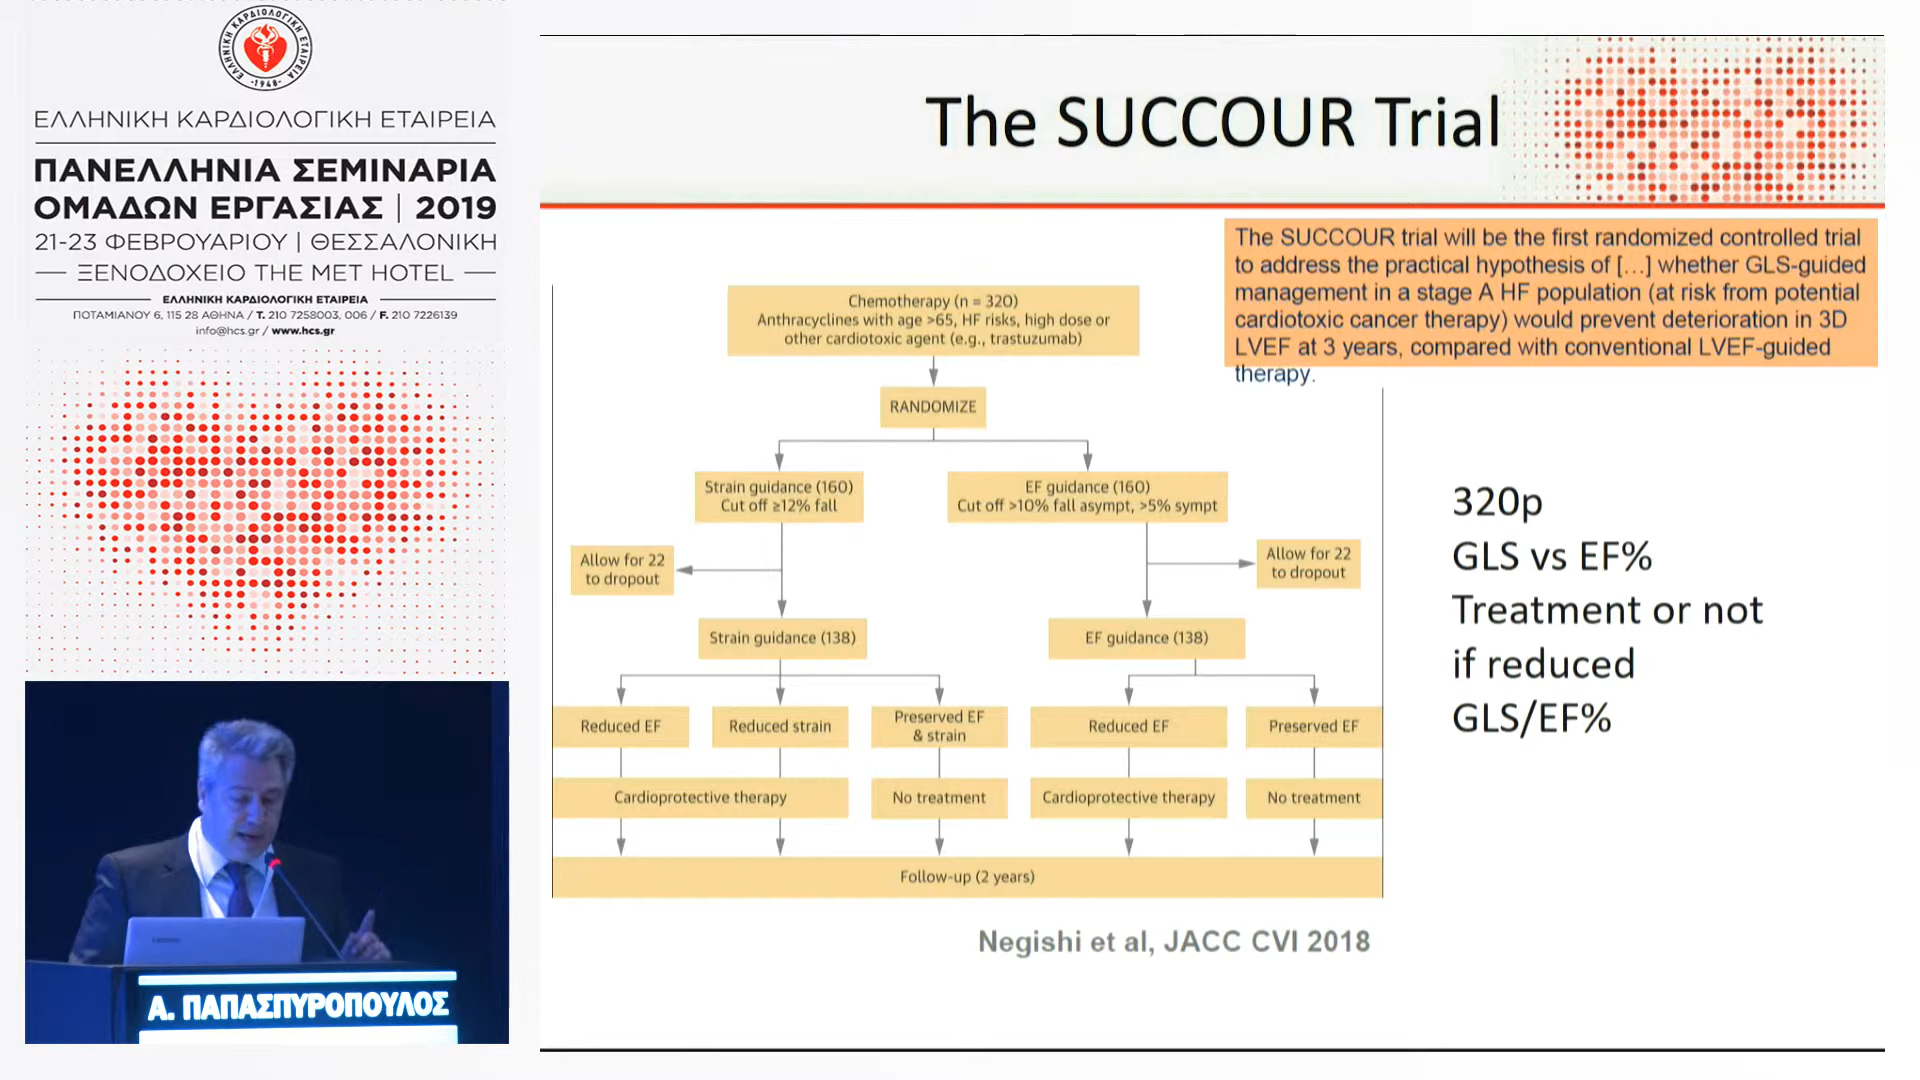 ΕΛΛΗΝΙΚΗ ΚΑΡΔΙΟΛΟΓΙΚΗ ΕΤΑΙΡΕΙΑ
-1948-
ΕΛΛΗΝΙΚΗ ΚΑΡΔΙΟΛΟΓΙΚΗ ΕΤΑΙΡΕΙΑ
ΠΑΝΕΛΛΗΝΙΑ ΣΕΜΙΝΑΡΙΑ
ΟΜΑΔΩΝ ΕΡΓΑΣΙΑΣ | 2019
21-23 ΦΕΒΡΟΥΑΡΙΟΥ | ΘΕΣΣΑΛΟΝΙΚΗ
ΞΕΝΟΔΟΧΕΙΟ THE MET HOTEL
ΕΛΛΗΝΙΚΗ ΚΑΡΔΙΟΛΟΓΙΚΗ ΕΤΑΙΡΕΙΑ
ΠΟΤΑΜΙΑΝΟΥ 6, 115 28 ΑΘΗΝΑ / Τ. 210 7258003, 006 / F. 210 7226139
info@hcs.gr / www.hcs.gr
Α. ΠΑΠΑΣΠΥΡΟΠΟΥΛΟΣ
The SUCCOUR Trial
The SUCCOUR trial will be the first randomized controlled trial
to address the practical hypothesis of [...] whether GLS-guided
management in a stage A HF population (at risk from potential
cardiotoxic cancer therapy) would prevent deterioration in 3D
LVEF at 3 years, compared with conventional LVEF-guided
therapy.
Chemotherapy (n = 320)
Anthracyclines with age >65, HF risks, high dose or
other cardiotoxic agent (e.g., trastuzumab)
RANDOMIZE
Strain guidance (160)
Cut off ≥12% fall
EF guidance (160)
Cut off >10% fall asympt, >5% sympt
Allow for 22
to dropout
Allow for 22
to dropout
Strain guidance (138)
EF guidance (138)
Reduced EF
Reduced strain
Preserved EF
& strain
Reduced EF
Preserved EF
Cardioprotective therapy
No treatment
Cardioprotective therapy
No treatment
Follow-up (2 years)
320p
GLS vs EF%
Treatment or not
if reduced
GLS/EF%
Negishi et al, JACC CVI 2018